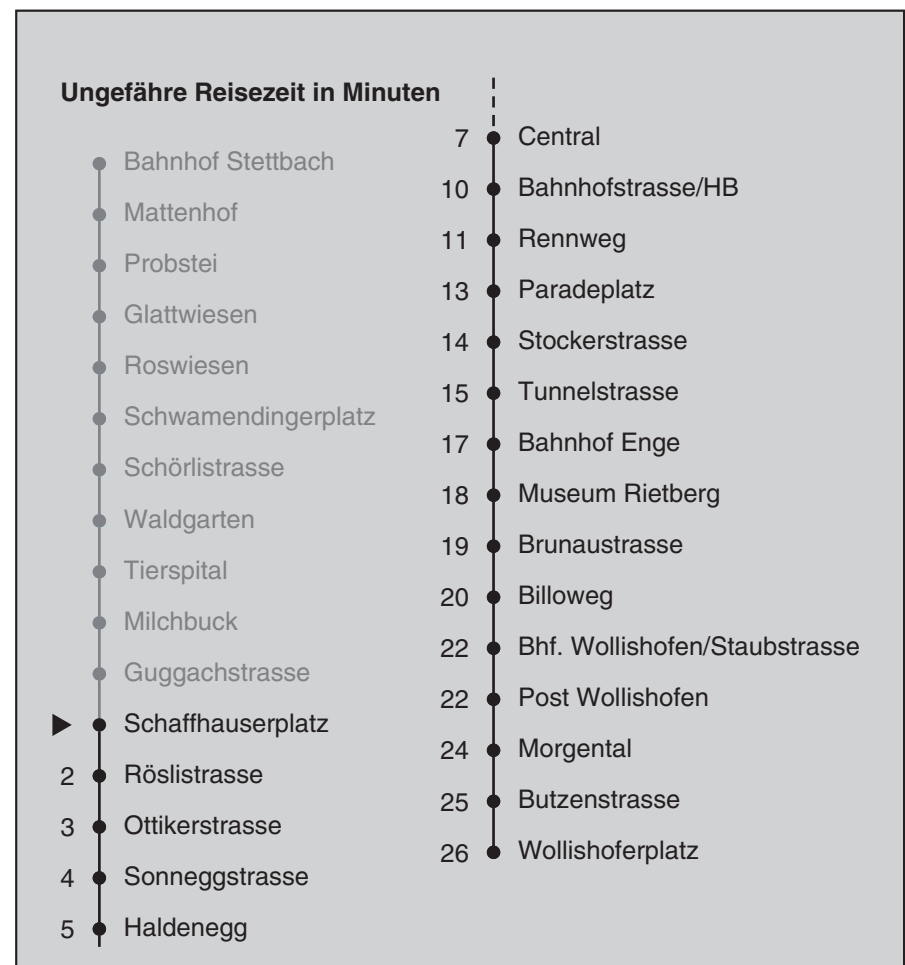 Ungefähre Reisezeit in Minuten
Bahnhof Stettbach
Mattenhof
Probstei
Glattwiesen
Roswiesen
Schwamendingerplatz
Schörlistrasse
Waldgarten
Tierspital
Milchbuck
Guggachstrasse
Schaffhauserplatz
2 Röslistrasse
3 Ottikerstrasse
4 Sonneggstrasse
5 Haldenegg
7 Central
10 Bahnhofstrasse/HB
11 Rennweg
13 Paradeplatz
14 Stockerstrasse
15 Tunnelstrasse
17 Bahnhof Enge
18 Museum Rietberg
19 Brunaustrasse
20 Billoweg
22 Bhf. Wollishofen/Staubstrasse
22 Post Wollishofen
24 Morgental
25 Butzenstrasse
26 Wollishoferplatz